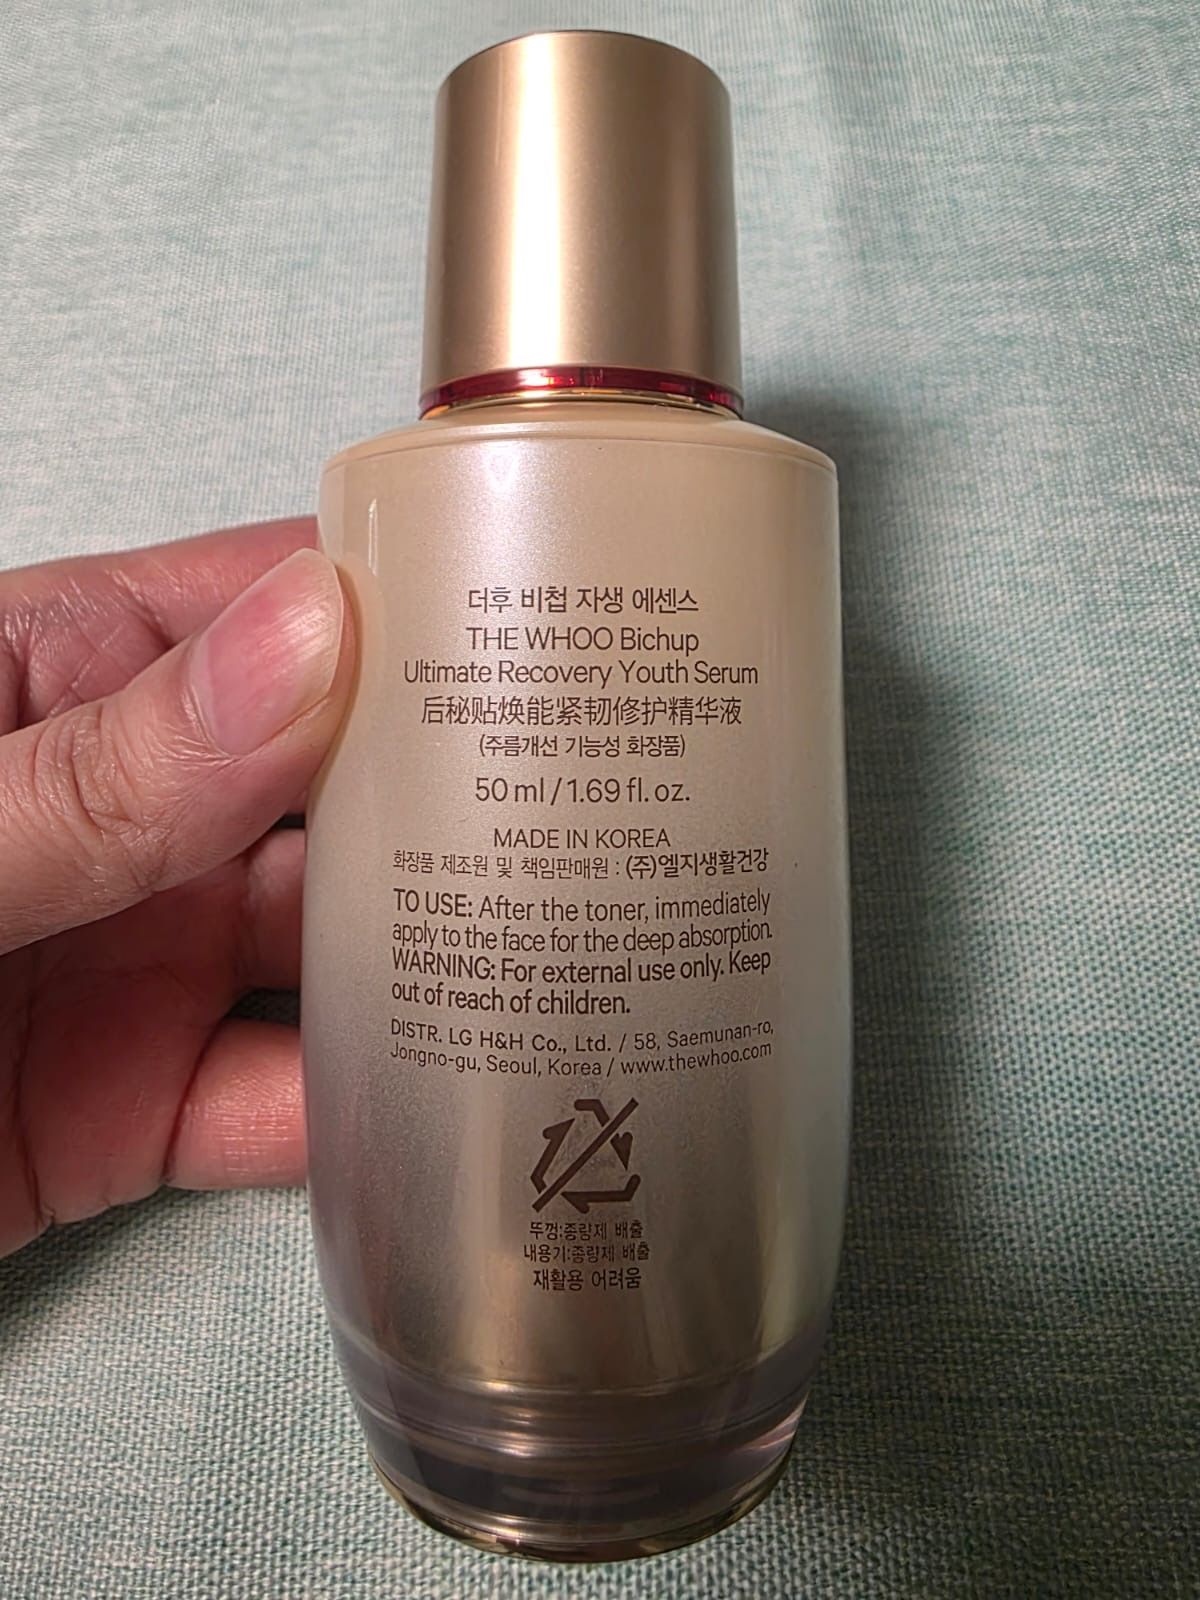 더후 비첩 자생 에센스
THE WHOO Bichup
Ultimate Recovery Youth Serum
后秘贴焕能紧韧修护精华液
(주름개선 기능성 화장품)
50 ml / 1.69 fl. oz.
MADE IN KOREA
화장품 제조원 및 책임판매원 : (주)엘지생활건강
TO USE: After the toner, immediately
apply to the face for the deep absorption.
WARNING: For external use only. Keep
out of reach of children.
DISTR. LG H&H Co., Ltd. / 58, Saemunan-ro,
Jongno-gu, Seoul, Korea / www.thewhoo.com
뚜껑:종량제 배출
내용기:종량제 배출
재활용 어려움